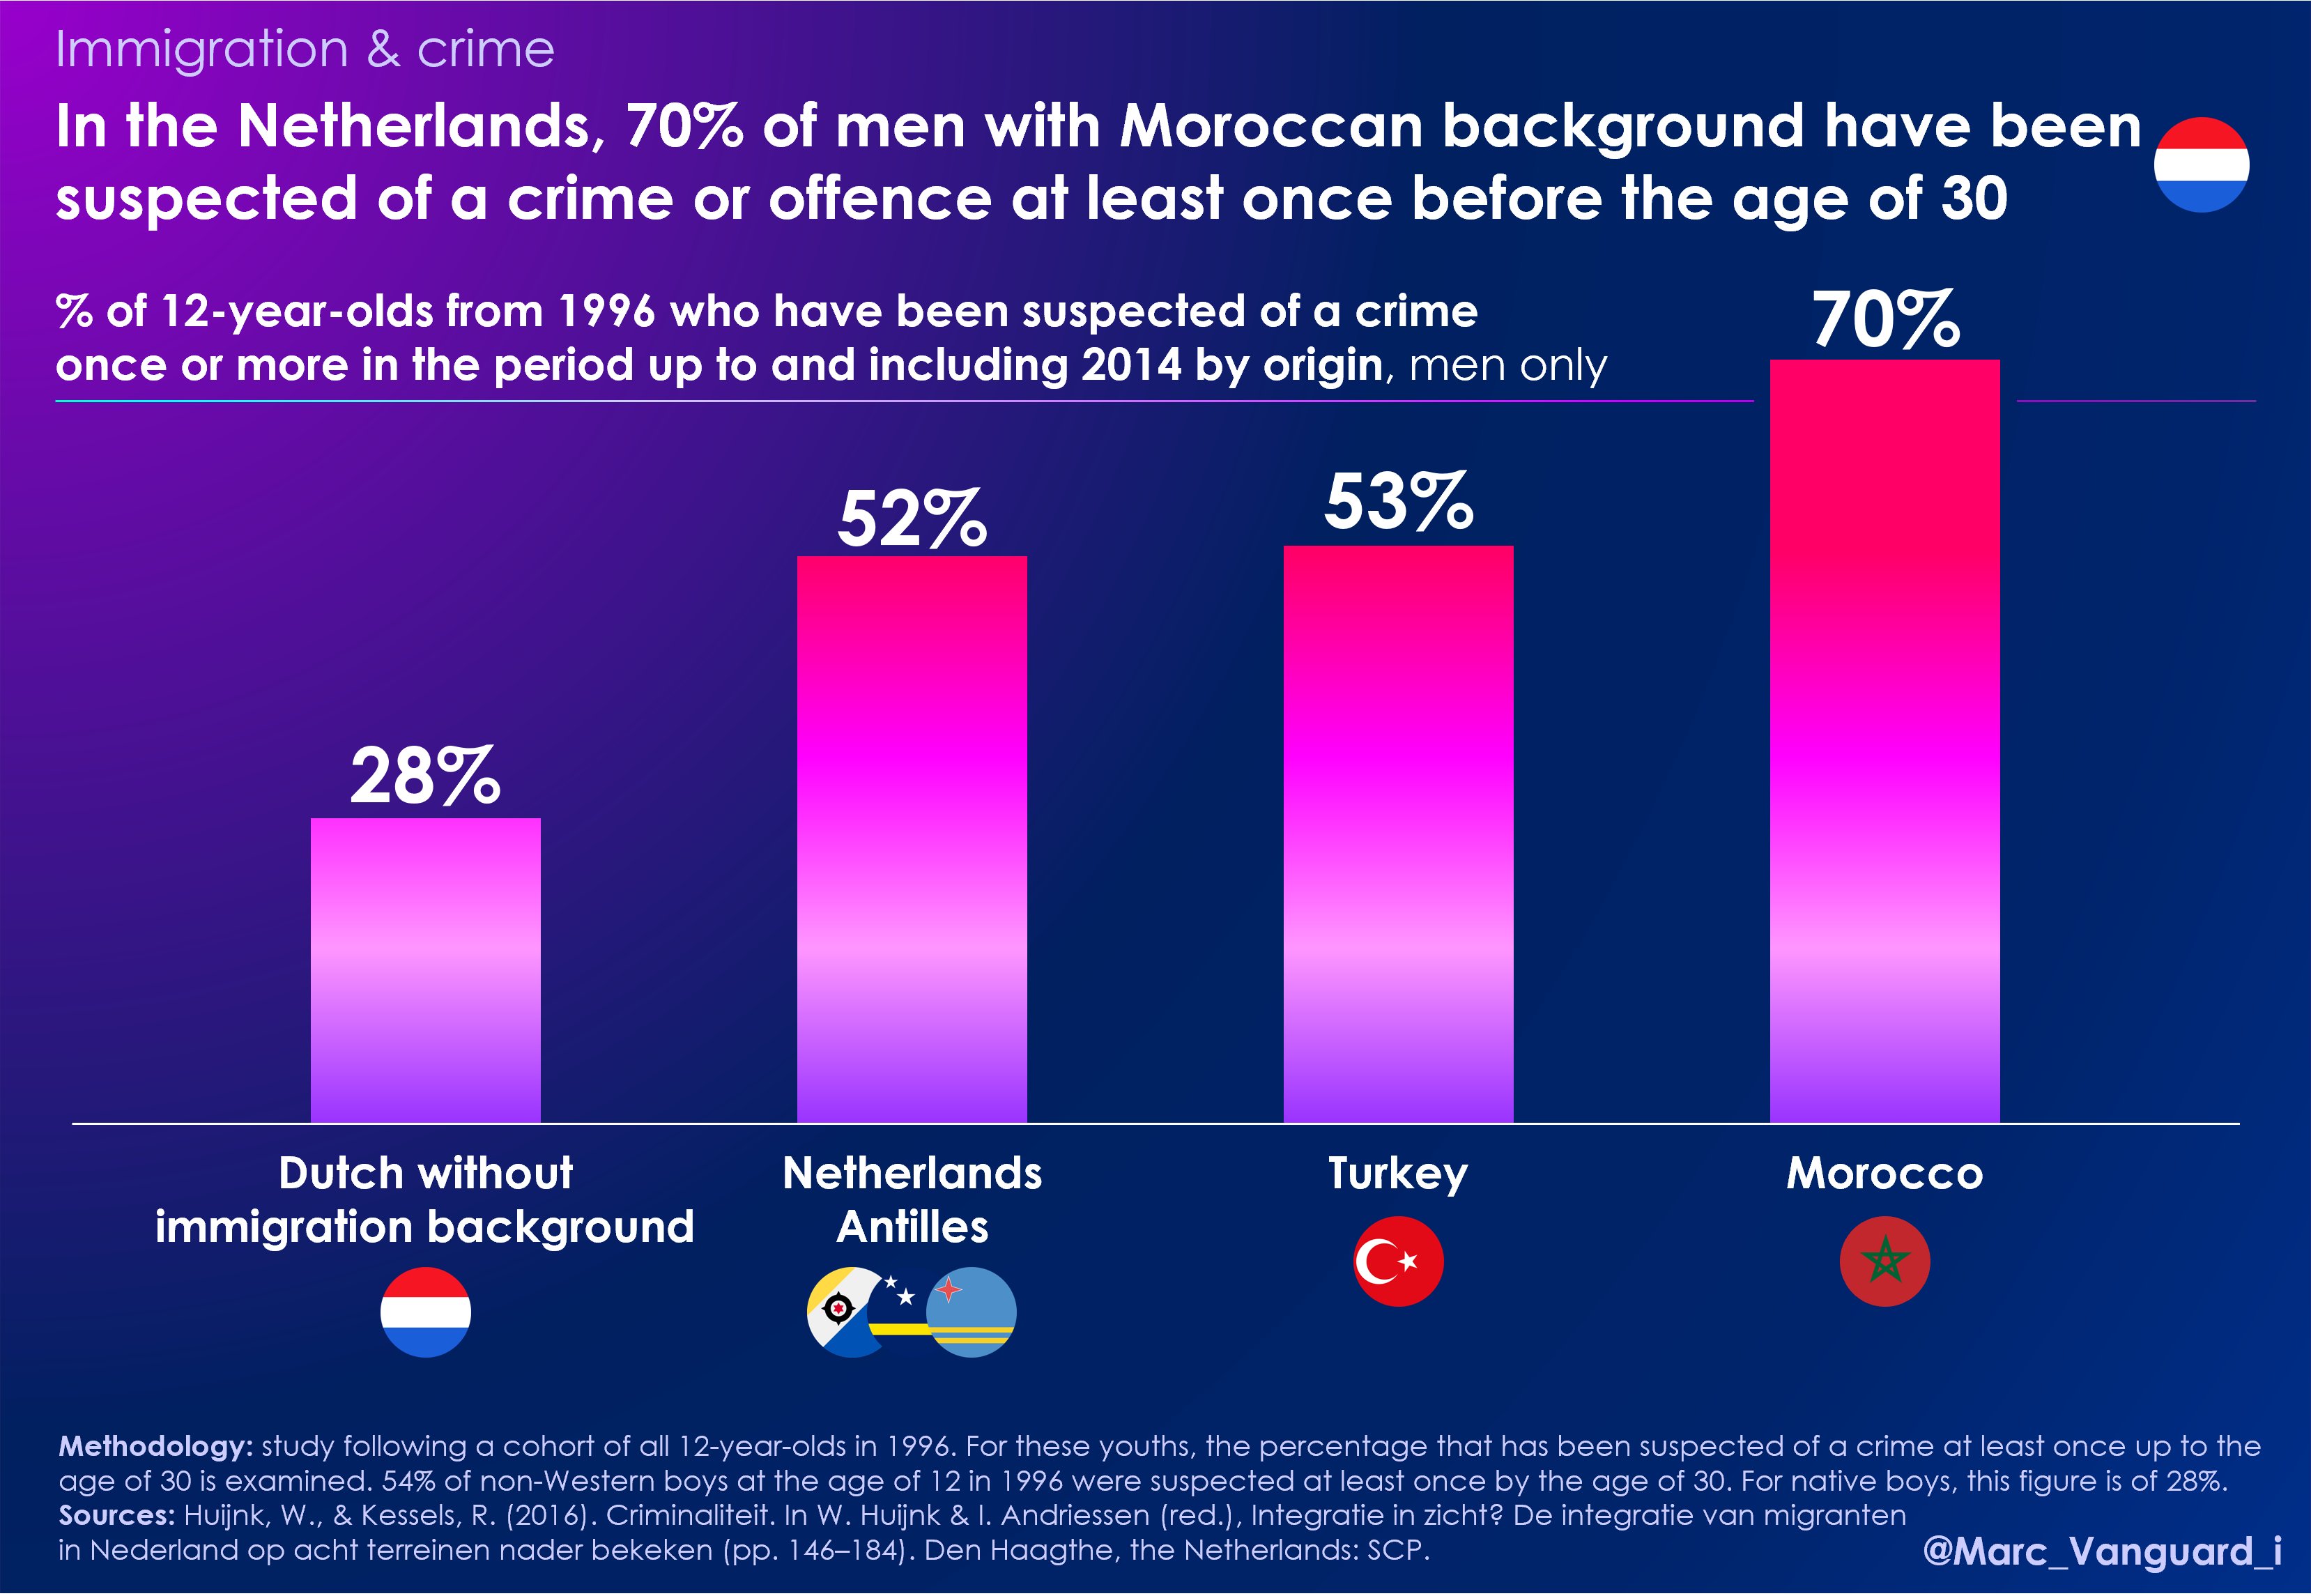 Immigration & crime
In the Netherlands, 70% of men with Moroccan background have been
suspected of a crime or offence at least once before the age of 30
% of 12-year-olds from 1996 who have been suspected of a crime
once or more in the period up to and including 2014 by origin, men only
28%
52%
53%
70%
Dutch without
immigration background
Netherlands
Antilles
Turkey
Morocco
Methodology: study following a cohort of all 12-year-olds in 1996. For these youths, the percentage that has been suspected of a crime at least once up to the
age of 30 is examined. 54% of non-Western boys at the age of 12 in 1996 were suspected at least once by the age of 30. For native boys, this figure is of 28%.
Sources: Huijnk, W., & Kessels, R. (2016). Criminaliteit. In W. Huijnk & I. Andriessen (red.), Integratie in zicht? De integratie van migranten
in Nederland op acht terreinen nader bekeken (pp. 146–184). Den Haagthe, the Netherlands: SCP.
@Marc_Vanguard_i